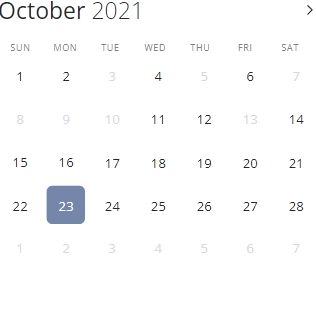 October 2021 >
SUN MON TUE WED THU FRI SAT
1 2 3 4 5 6 7
8 9 10 11 12 13 14
15 16 17 18 19 20 21
22 23 24 25 26 27 28
1 2 3 4 5 6 7